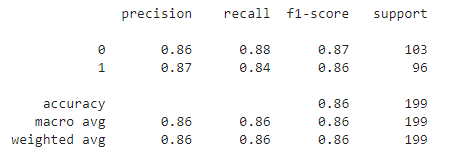 precision recall f1-score support
0 0.86 0.88 0.87 103
1 0.87 0.84 0.86 96
accuracy 0.86 199
macro avg 0.86 0.86 0.86 199
weighted avg 0.86 0.86 0.86 199